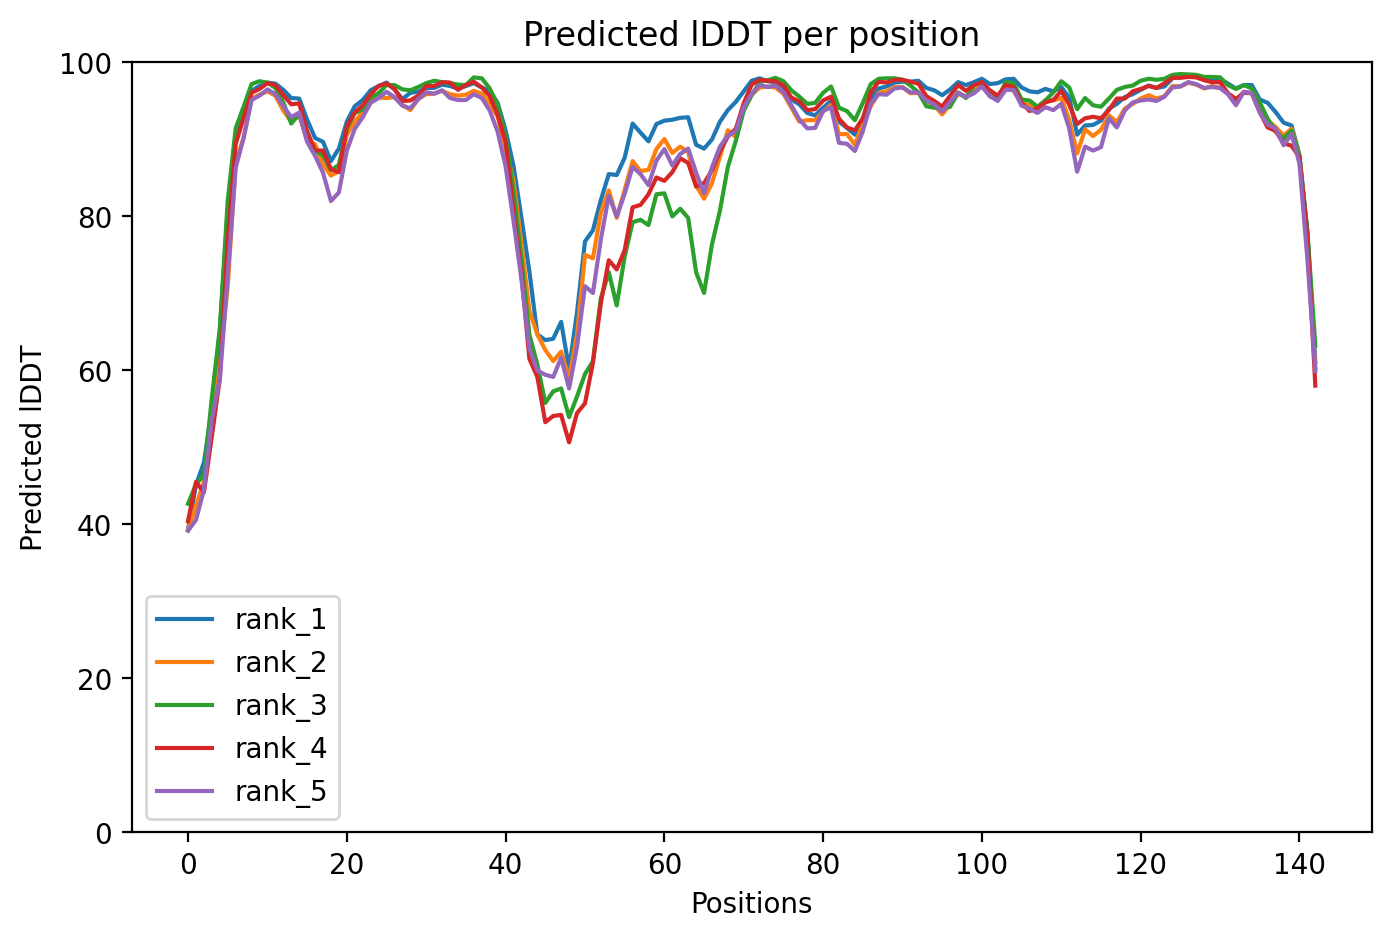 Predicted lDDT per position
100
80
60
40
20
0
Predicted lDDT
rank_1
rank_2
rank_3
rank_4
rank_5
0 20 40 60 80 100 120 140
Positions